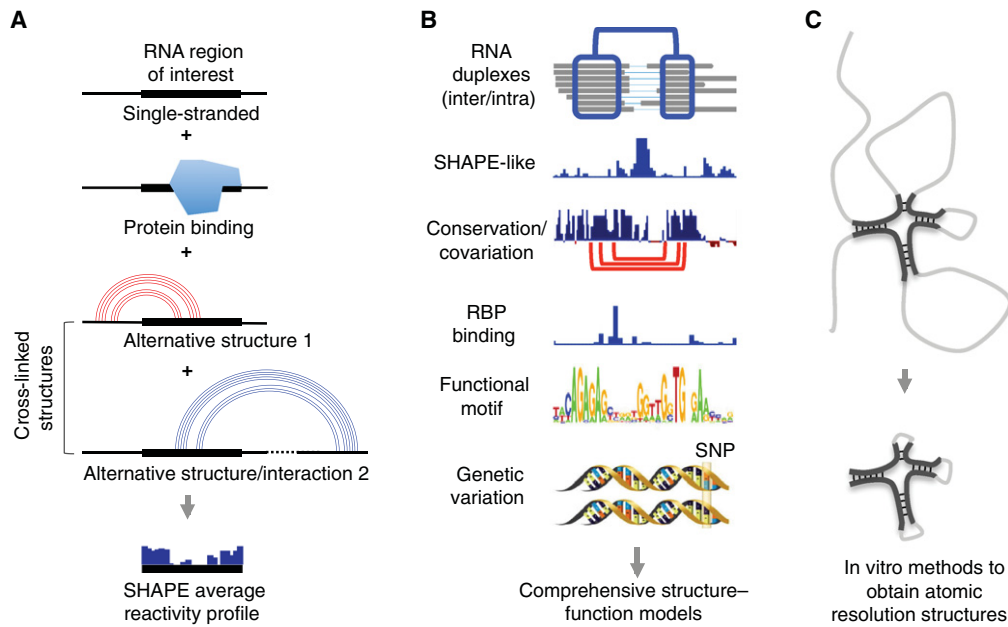 A
RNA region
of interest
Single-stranded
+
Protein binding
+
Cross-linked
structures
Alternative structure 1
+
Alternative structure/interaction 2
SHAPE average
reactivity profile
B
RNA
duplexes
(inter/intra)
SHAPE-like
Conservation/
covariation
RBP
binding
Functional
motif
Genetic
variation
SNP
Comprehensive structure–
function models
C
In vitro methods to
obtain atomic
resolution structures